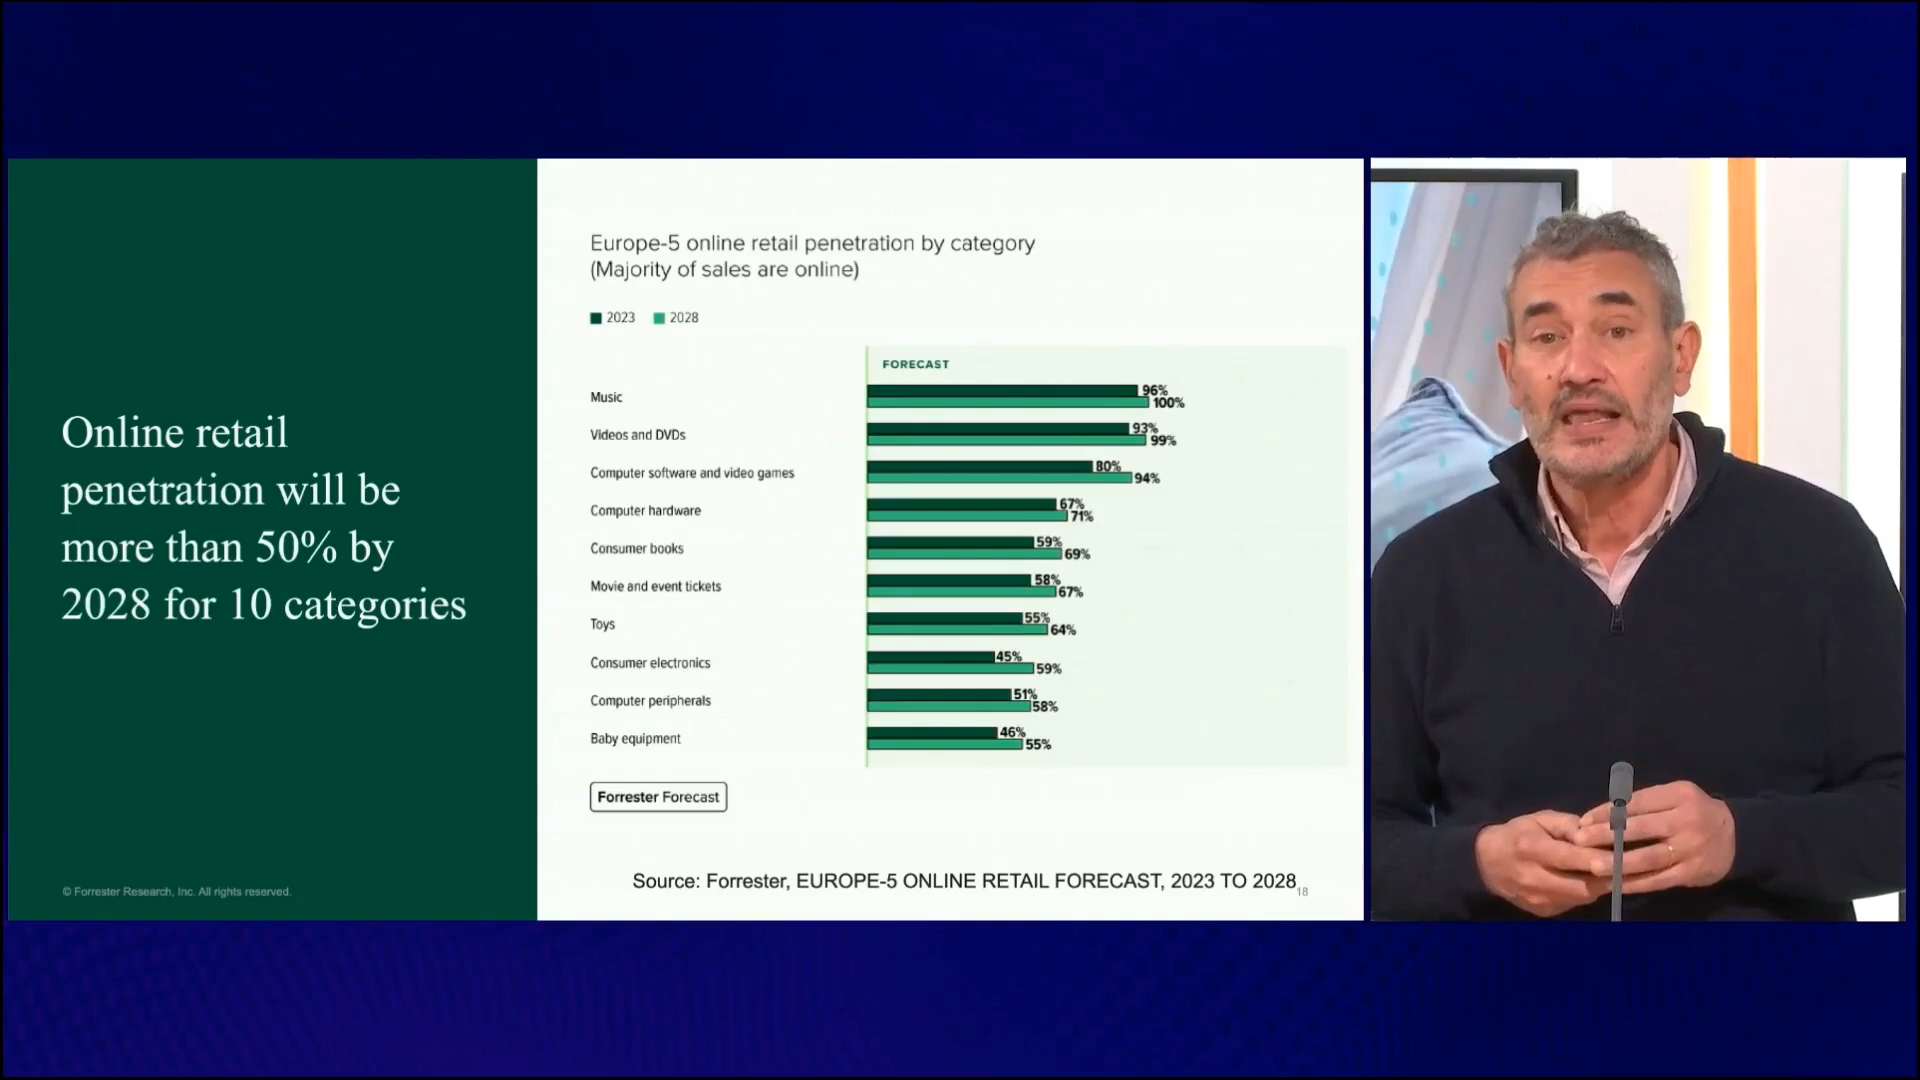 Online retail
penetration will be
more than 50% by
2028 for 10 categories
© Forrester Research, Inc. All rights reserved.
Europe-5 online retail penetration by category
(Majority of sales are online)
2023 2028
FORECAST
Music 96%
100%
Videos and DVDs 93%
99%
Computer software and video games 80%
94%
Computer hardware 67%
71%
Consumer books 59%
69%
Movie and event tickets 58%
67%
Toys 55%
64%
Consumer electronics 45%
59%
Computer peripherals 51%
58%
Baby equipment 46%
55%
Forrester Forecast
Source: Forrester, EUROPE-5 ONLINE RETAIL FORECAST, 2023 TO 2028
18